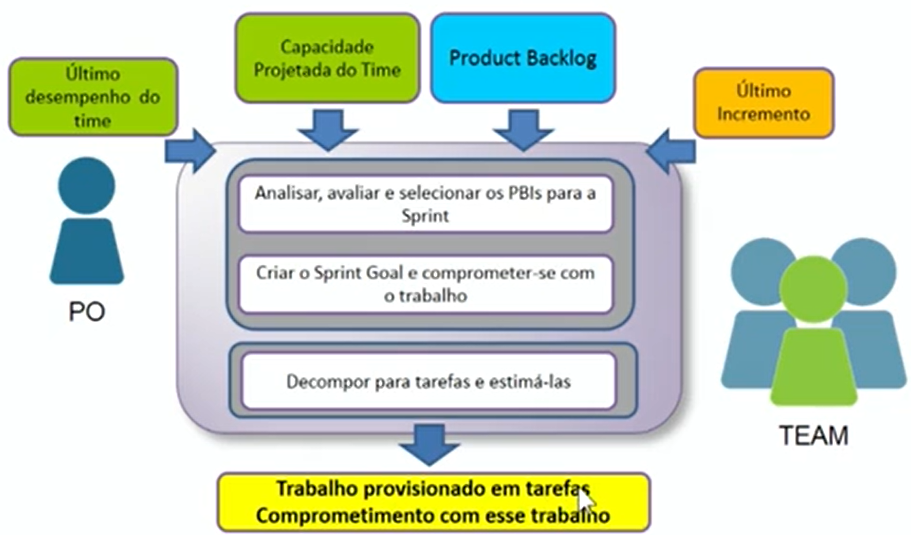 Capacidade
Projetada do Time
Product Backlog
Último
desempenho do
time
Último
Incremento
Analisar, avaliar e selecionar os PBIs para a
Sprint
Criar o Sprint Goal e comprometer-se com
o trabalho
PO
Decompor para tarefas e estimá-las
TEAM
Trabalho provisionado em tarefas
Comprometimento com esse trabalho